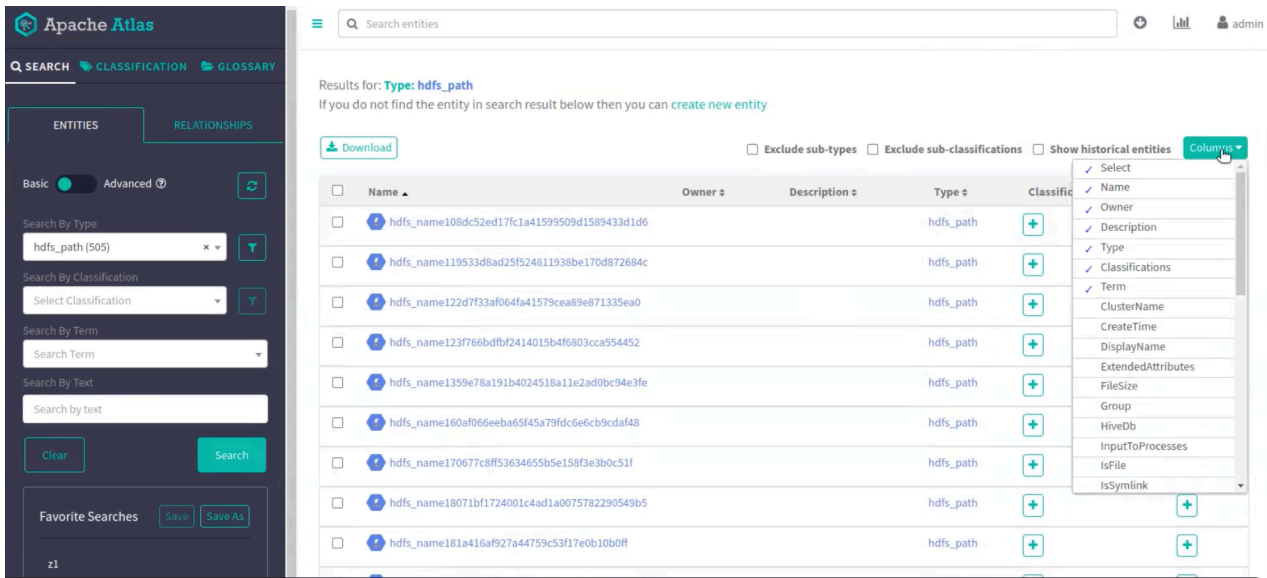 Apache Atlas
Search entities
admin
SEARCH CLASSIFICATION GLOSSARY
ENTITIES RELATIONSHIPS
Basic Advanced
Search By Type
hdfs_path (505)
Search By Classification
Select Classification
Search By Term
Search Term
Search By Text
Search by text
Clear Search
Favorite Searches Save Save As
z1
Results for: Type: hdfs_path
If you do not find the entity in search result below then you can create new entity
Download
Exclude sub-types Exclude sub-classifications Show historical entities Columns
Name Owner Description Type Classific
hdfs_name108dc52ed17fc1a41599509d1589433d1d6 hdfs_path
hdfs_name119533d8ad25f524811938be170d872684c hdfs_path
hdfs_name122d7f33af064fa41579cea89e871335ea0 hdfs_path
hdfs_name123f766bdfbf2414015b4f6803cca554452 hdfs_path
hdfs_name1359e78a191b4024518a11e2ad0bc94e3fe hdfs_path
hdfs_name160af066eeba65f45a79fdc6e6cb9cdaf48 hdfs_path
hdfs_name170677c8ff53634655b5e158f3e3b0c51f hdfs_path
hdfs_name18071bf1724001c4ad1a0075782290549b5 hdfs_path
hdfs_name181a416af927a44759c53f17e0b10b0ff hdfs_path
Select
Name
Owner
Description
Type
Classifications
Term
ClusterName
CreateTime
DisplayName
ExtendedAttributes
FileSize
Group
HiveDb
InputToProcesses
IsFile
IsSymlink